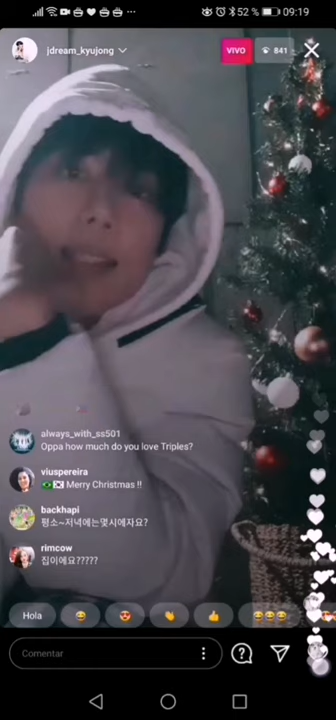 52 % 09:19
jdream_kyujong
VIVO
841
always_with_ss501
Oppa how much do you love Triples?
viuspereira
Merry Christmas !!
backhapi
평소~저녁에는몇시에자요?
rimcow
집이에요?????
Hola
Comentar